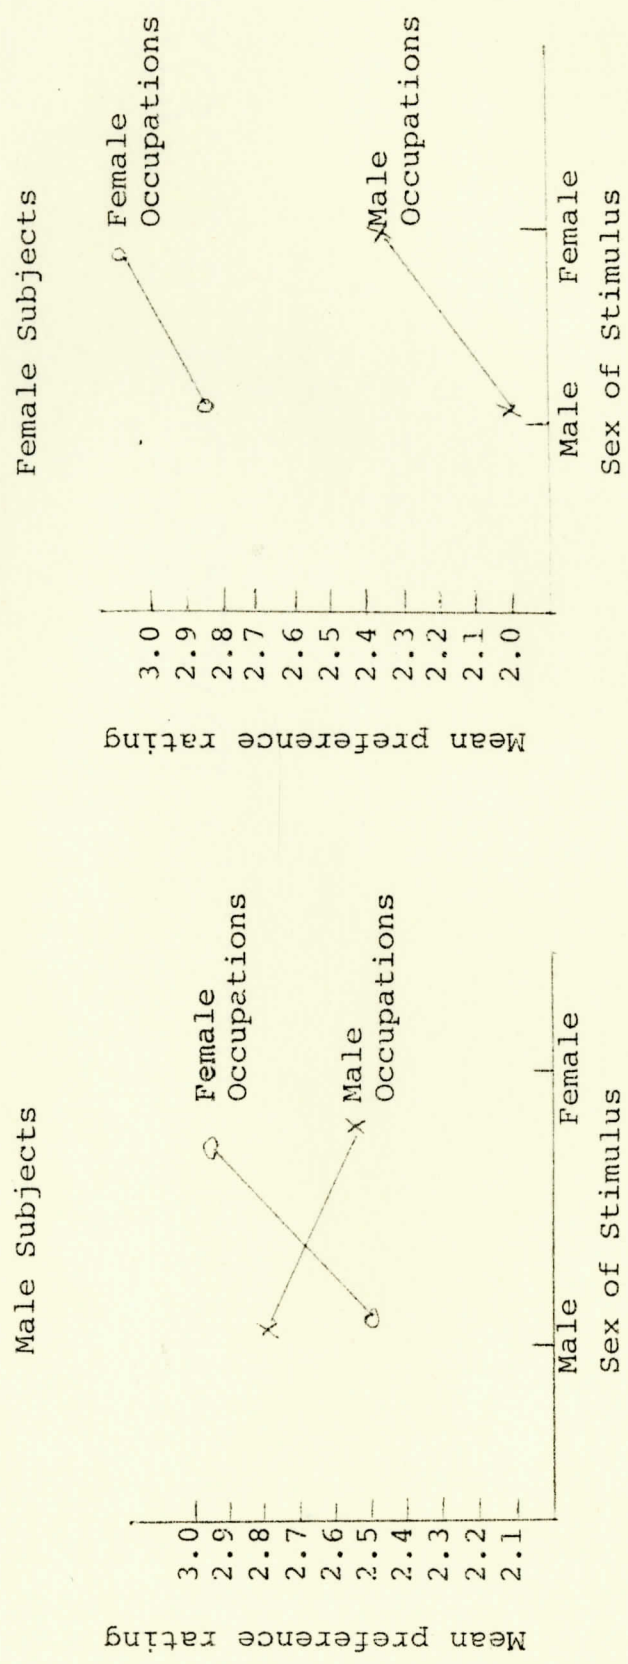 Male Subjects
Mean preference rating
3.0
2.9
2.8
2.7
2.6
2.5
2.4
2.3
2.2
2.1
Female
Occupations
Male
Occupations
Male
Female
Sex of Stimulus
Female Subjects
Mean preference rating
3.0
2.9
2.8
2.7
2.6
2.5
2.4
2.3
2.2
2.1
2.0
Female
Occupations
Male
Occupations
Male
Female
Sex of Stimulus